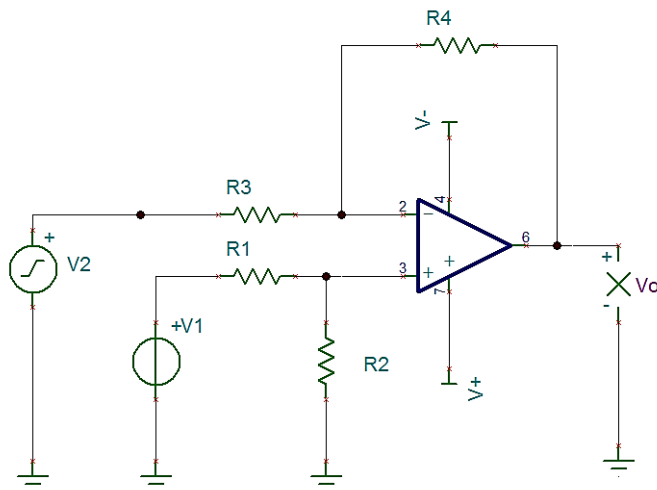 R4
V-
R3
2
4
-
+
V2
R1
6
+
Vo
-
3
+
+
7
+V1
R2
V+